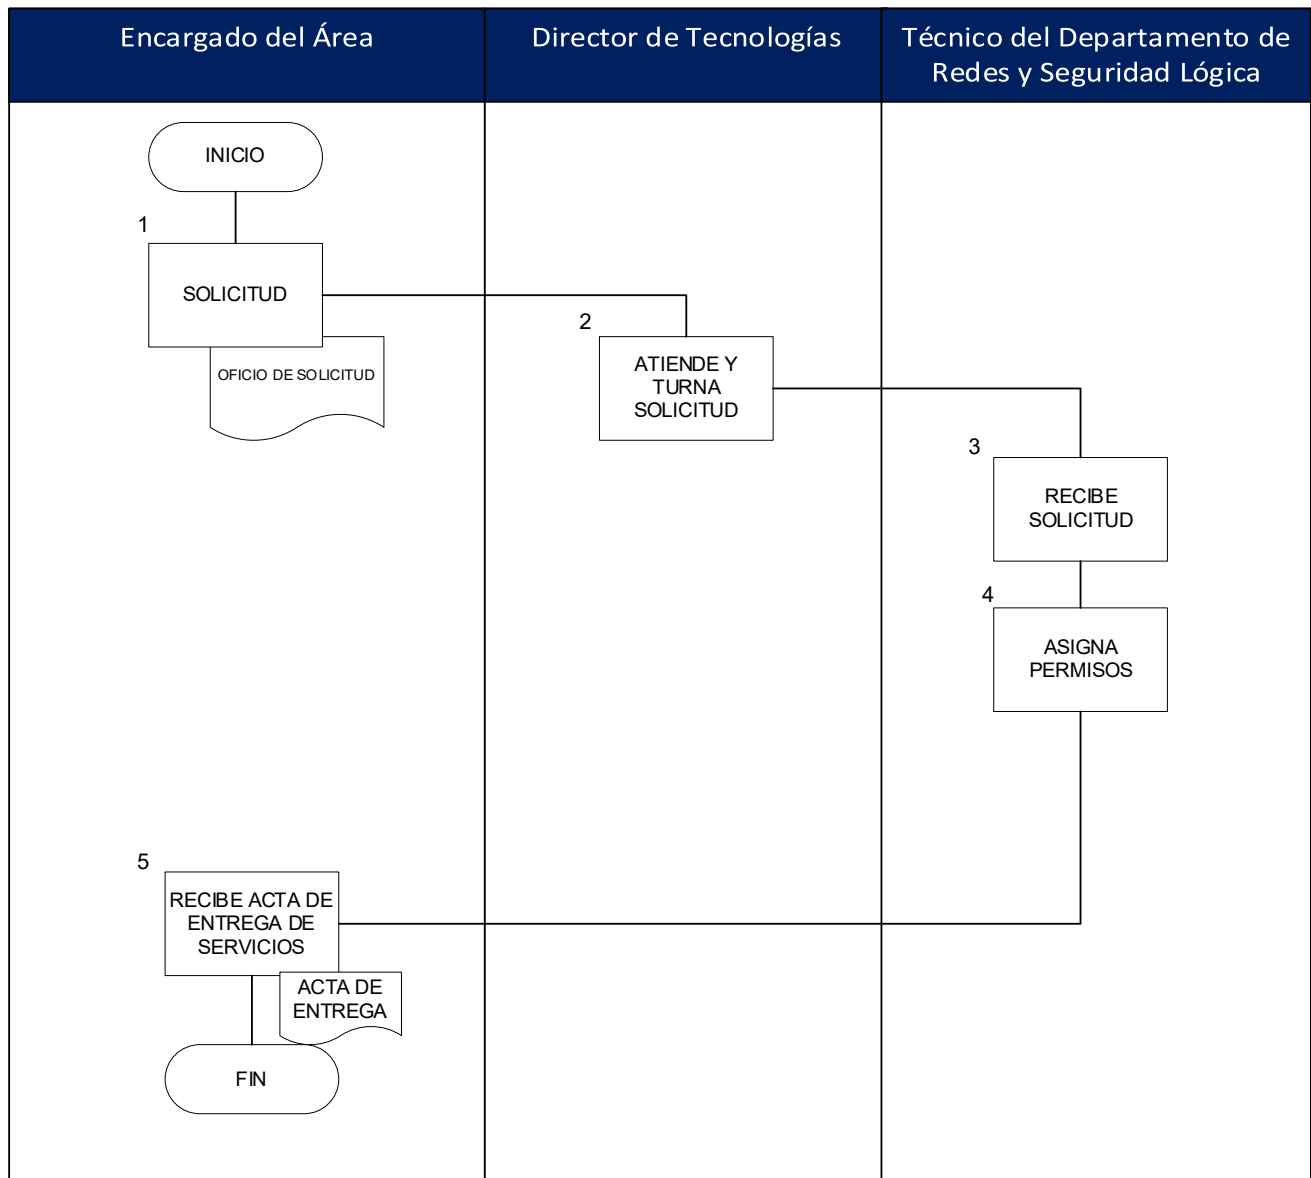 Encargado del Área
Director de Tecnologías
Técnico del Departamento de
Redes y Seguridad Lógica
INICIO
1
SOLICITUD
OFICIO DE SOLICITUD
2
ATIENDE Y
TURNA
SOLICITUD
3
RECIBE
SOLICITUD
4
ASIGNA
PERMISOS
5
RECIBE ACTA DE
ENTREGA DE
SERVICIOS
ACTA DE
ENTREGA
FIN